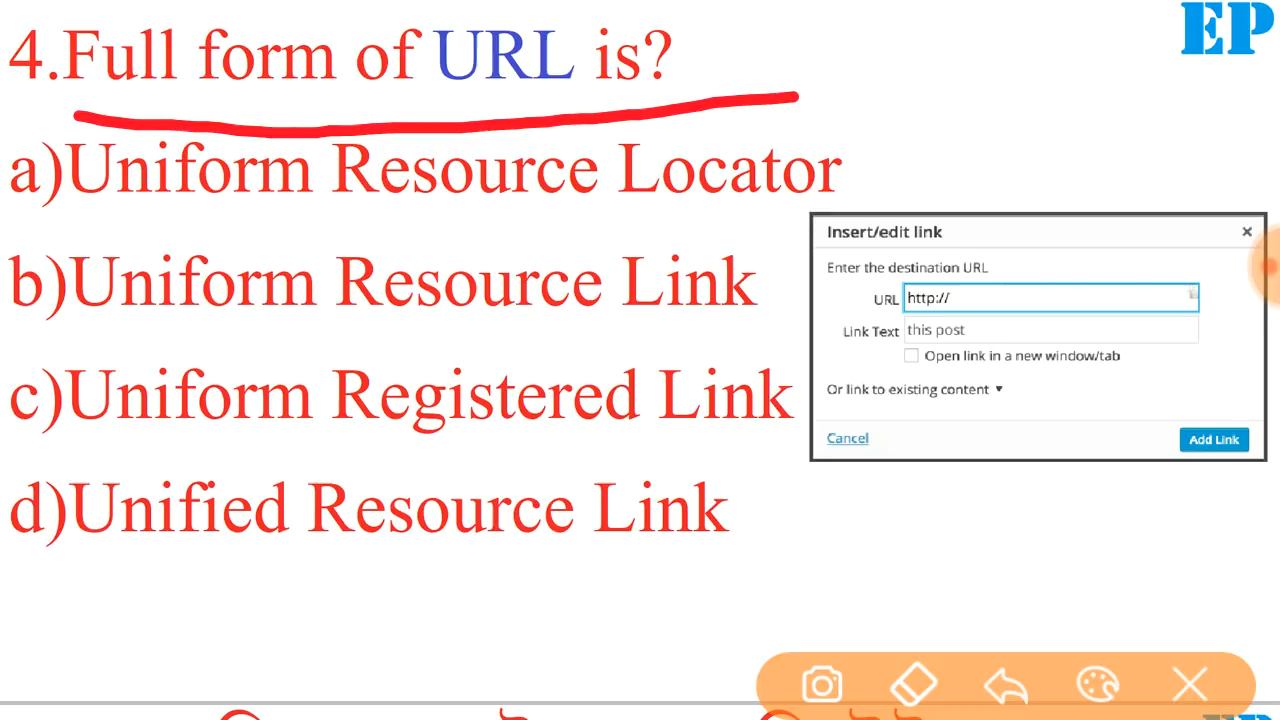 4.Full form of URL is?
EP
a)Uniform Resource Locator
b)Uniform Resource Link
c)Uniform Registered Link
d)Unified Resource Link
Insert/edit link
Enter the destination URL
URL http://
Link Text this post
Open link in a new window/tab
Or link to existing content
Cancel Add Link